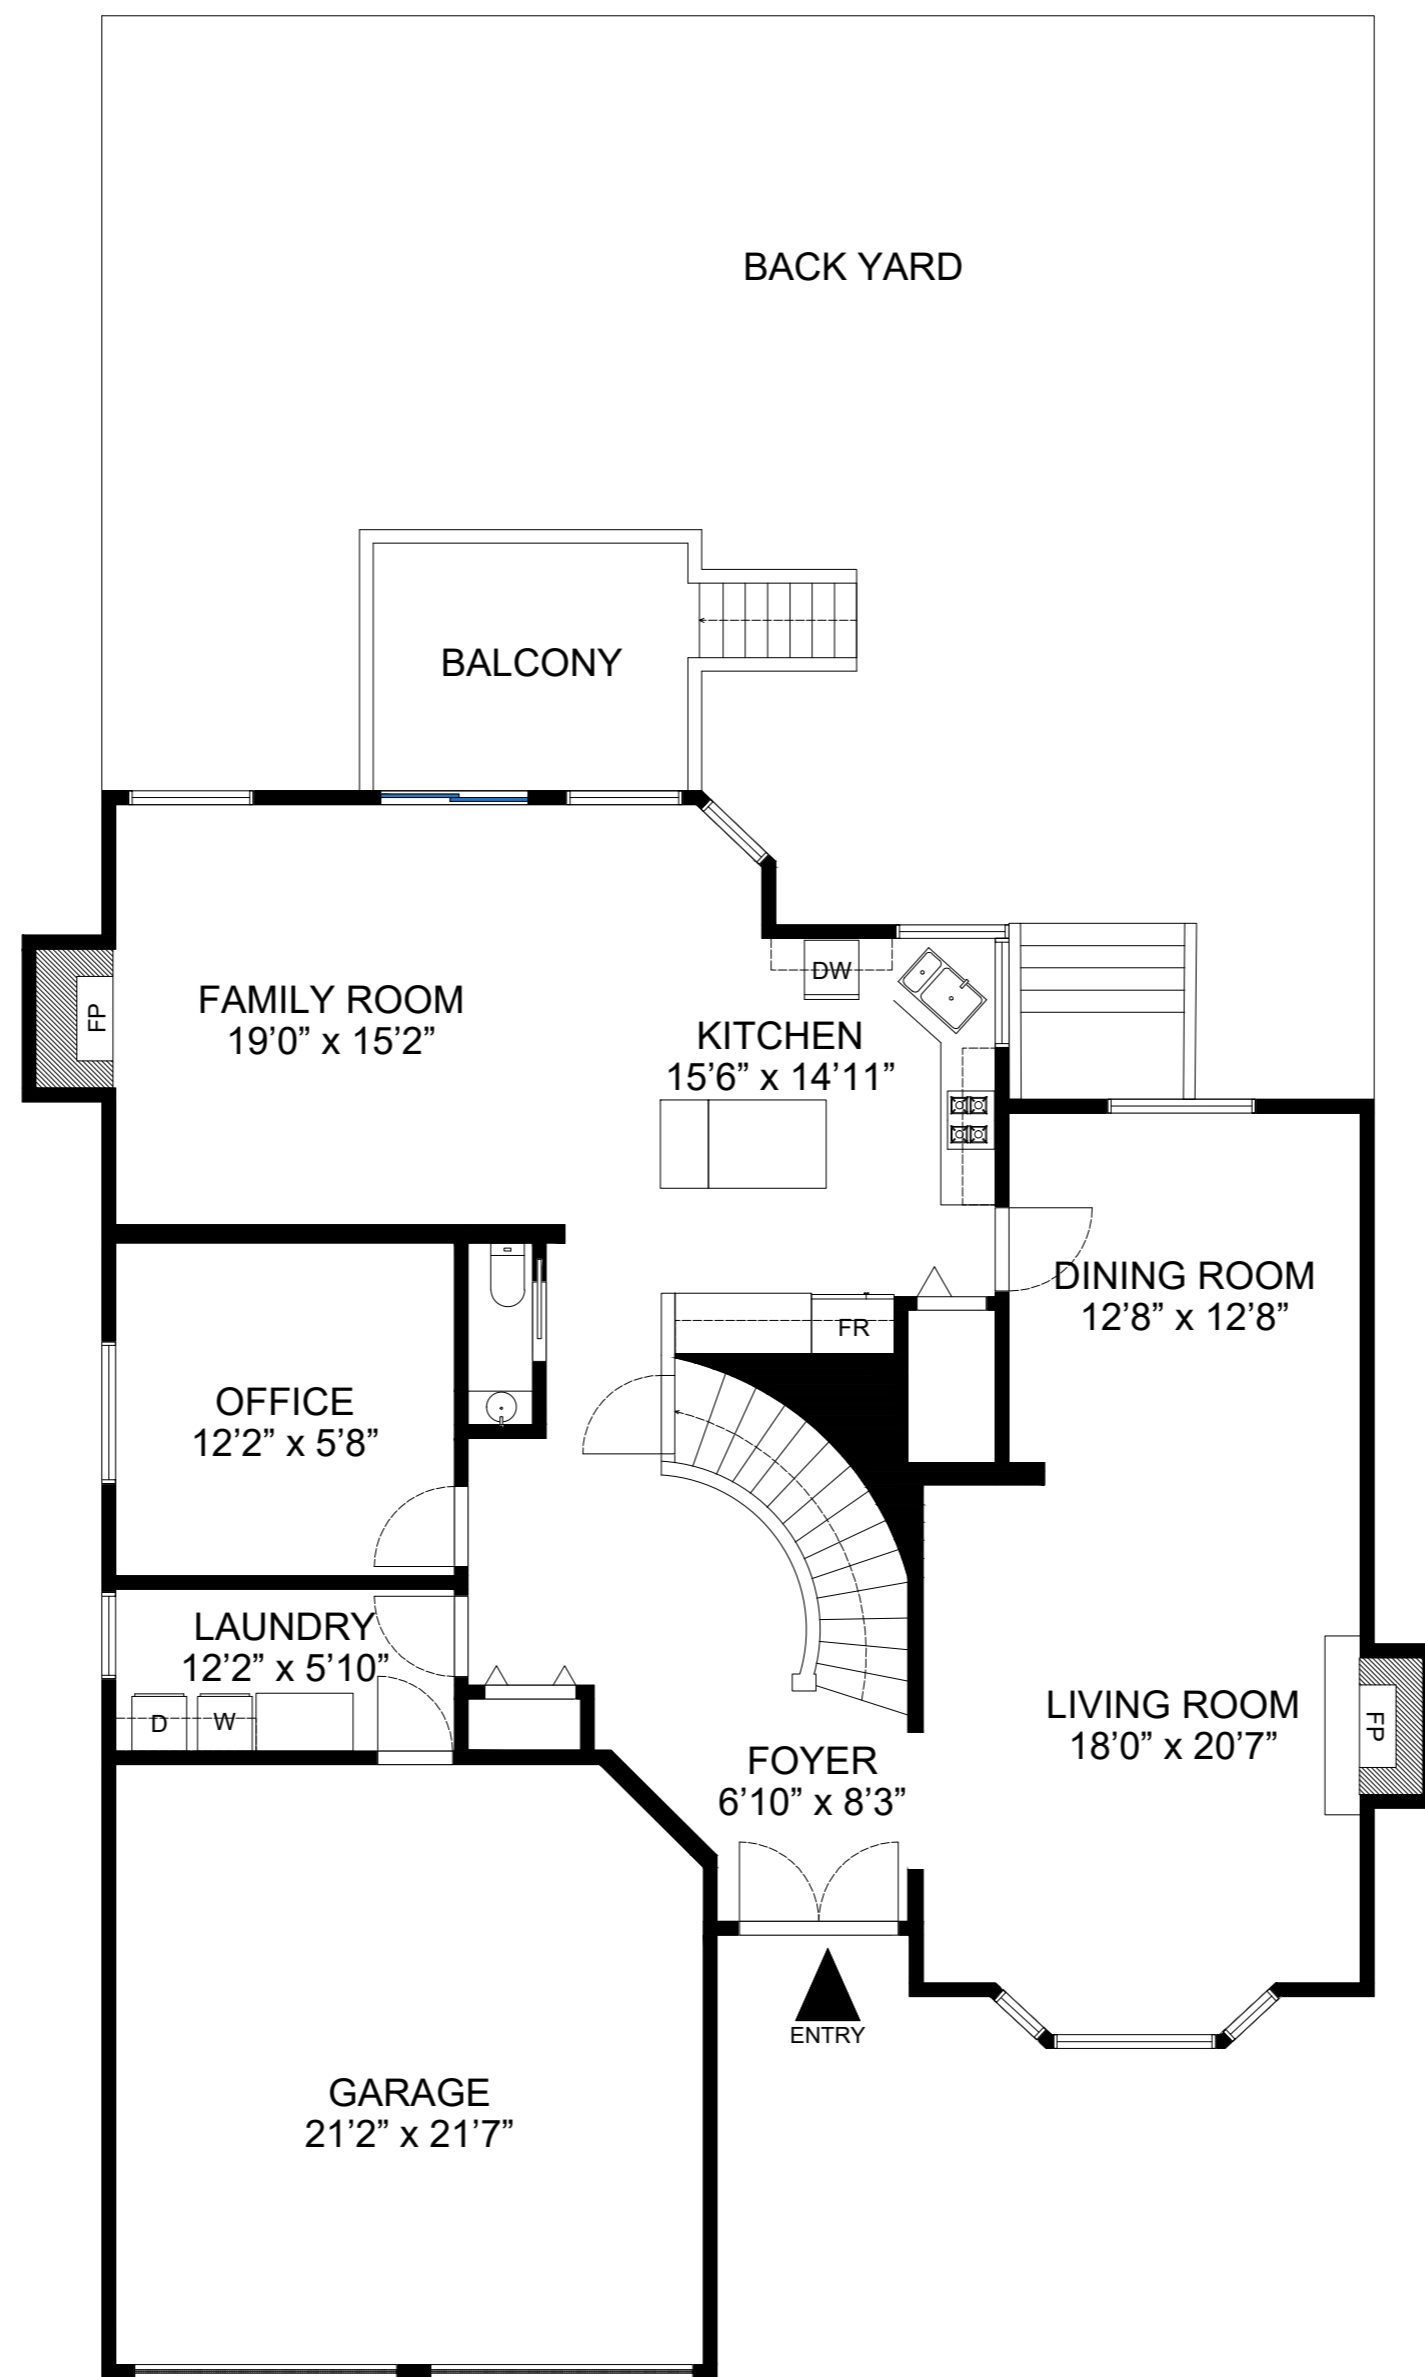 BACK YARD
BALCONY
DW
FAMILY ROOM
19’0” x 15’2”
FP
KITCHEN
15’6” x 14’11”
DINING ROOM
12’8” x 12’8”
FR
OFFICE
12’2” x 5’8”
LAUNDRY
12’2” x 5’10”
D
W
LIVING ROOM
18’0” x 20’7”
FP
FOYER
6’10” x 8’3”
ENTRY
GARAGE
21’2” x 21’7”